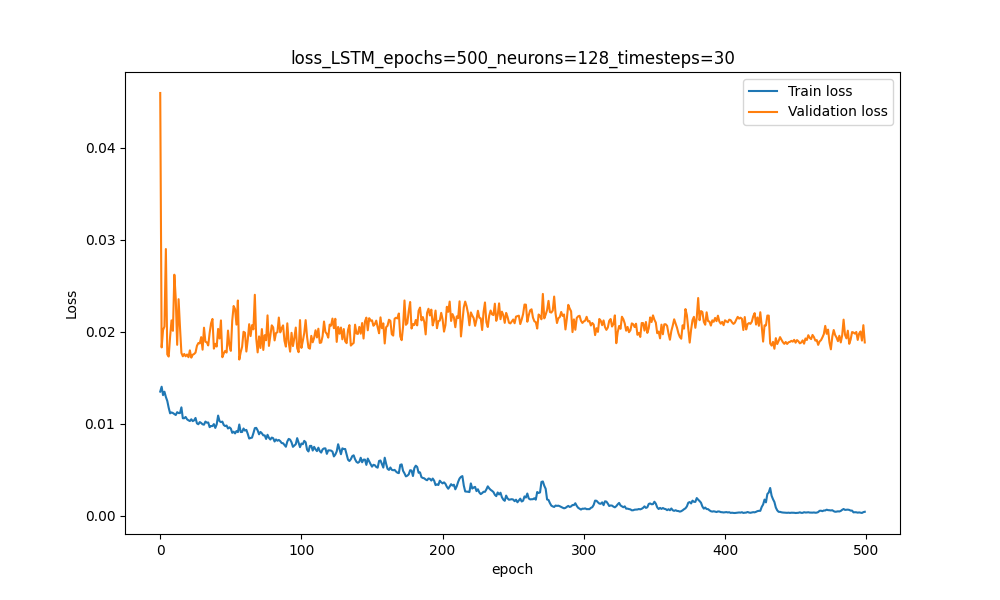 loss_LSTM_epochs=500_neurons=128_timesteps=30
Train loss
Validation loss
0.04
0.03
0.02
0.01
0.00
Loss
0
100
200
300
400
500
epoch